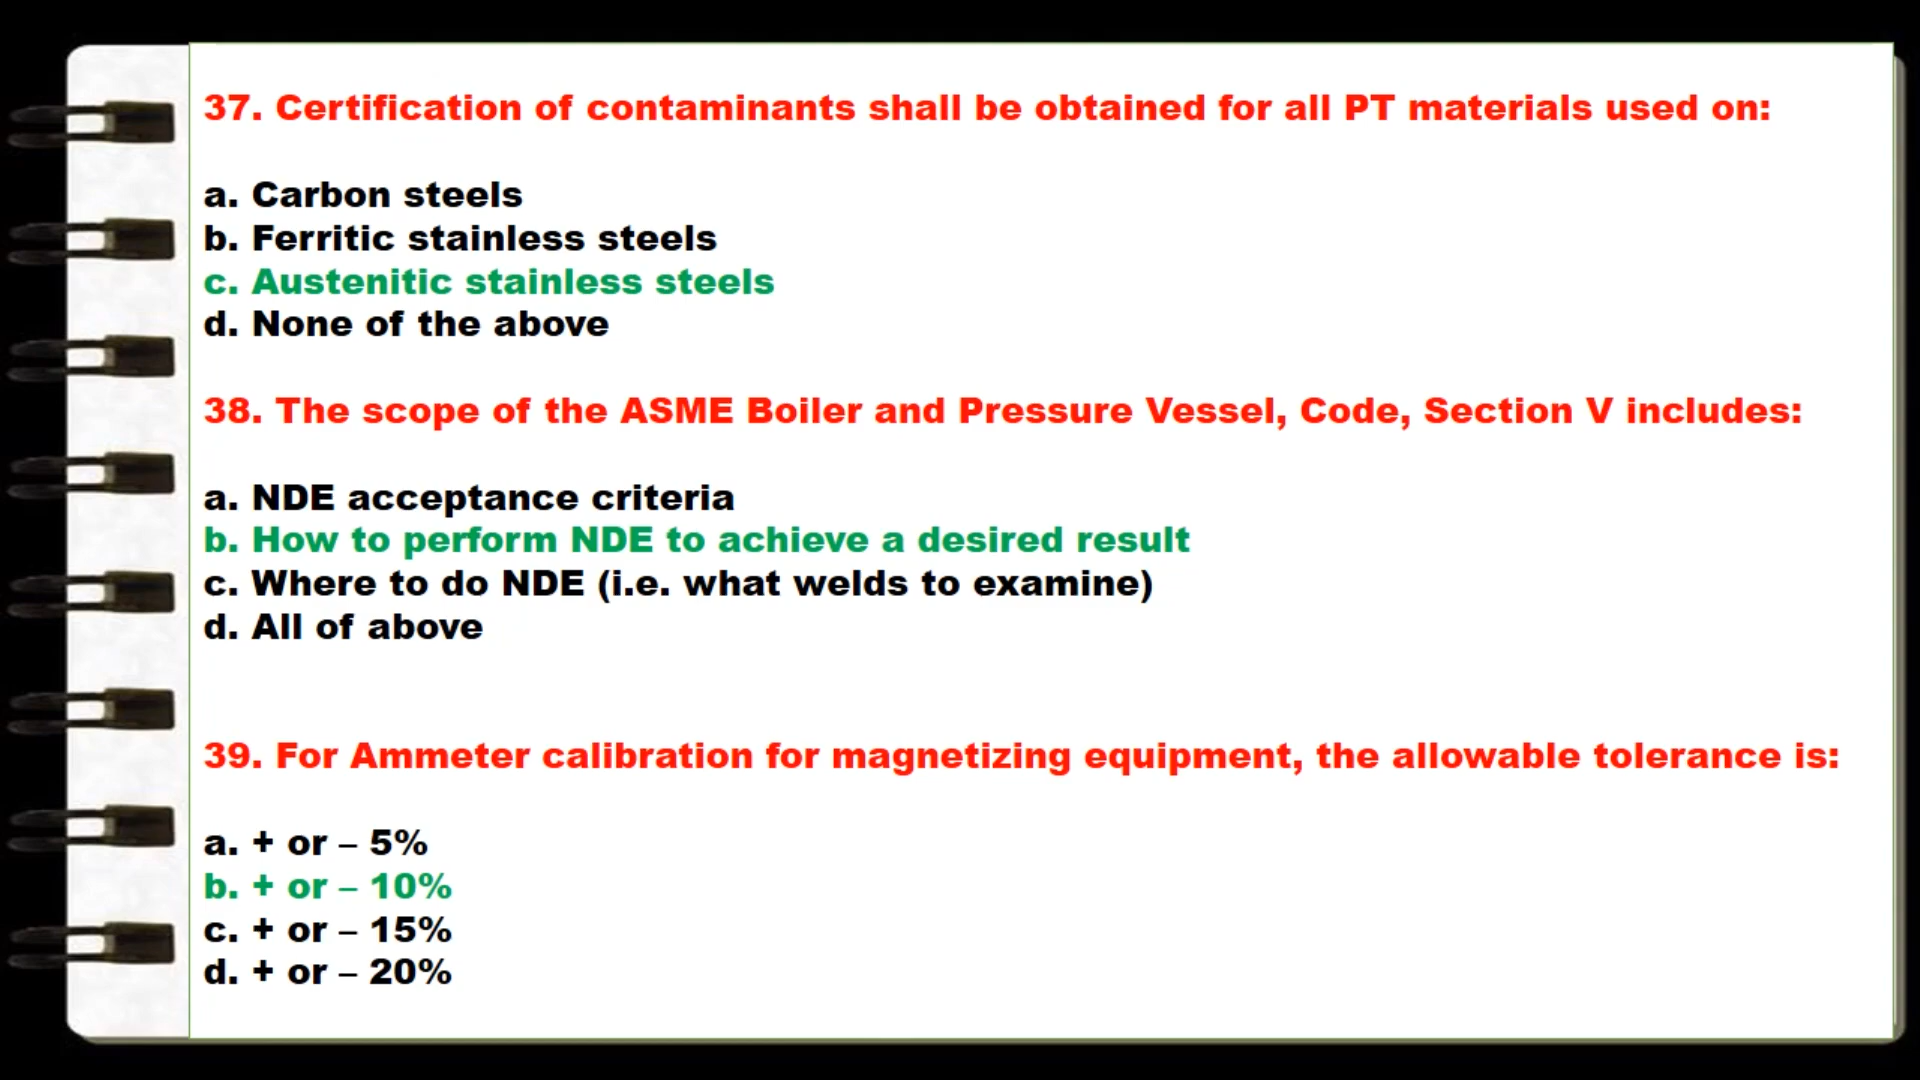 37. Certification of contaminants shall be obtained for all PT materials used on:
a. Carbon steels
b. Ferritic stainless steels
c. Austenitic stainless steels
d. None of the above
38. The scope of the ASME Boiler and Pressure Vessel, Code, Section V includes:
a. NDE acceptance criteria
b. How to perform NDE to achieve a desired result
c. Where to do NDE (i.e. what welds to examine)
d. All of above
39. For Ammeter calibration for magnetizing equipment, the allowable tolerance is:
a. + or – 5%
b. + or – 10%
c. + or – 15%
d. + or – 20%